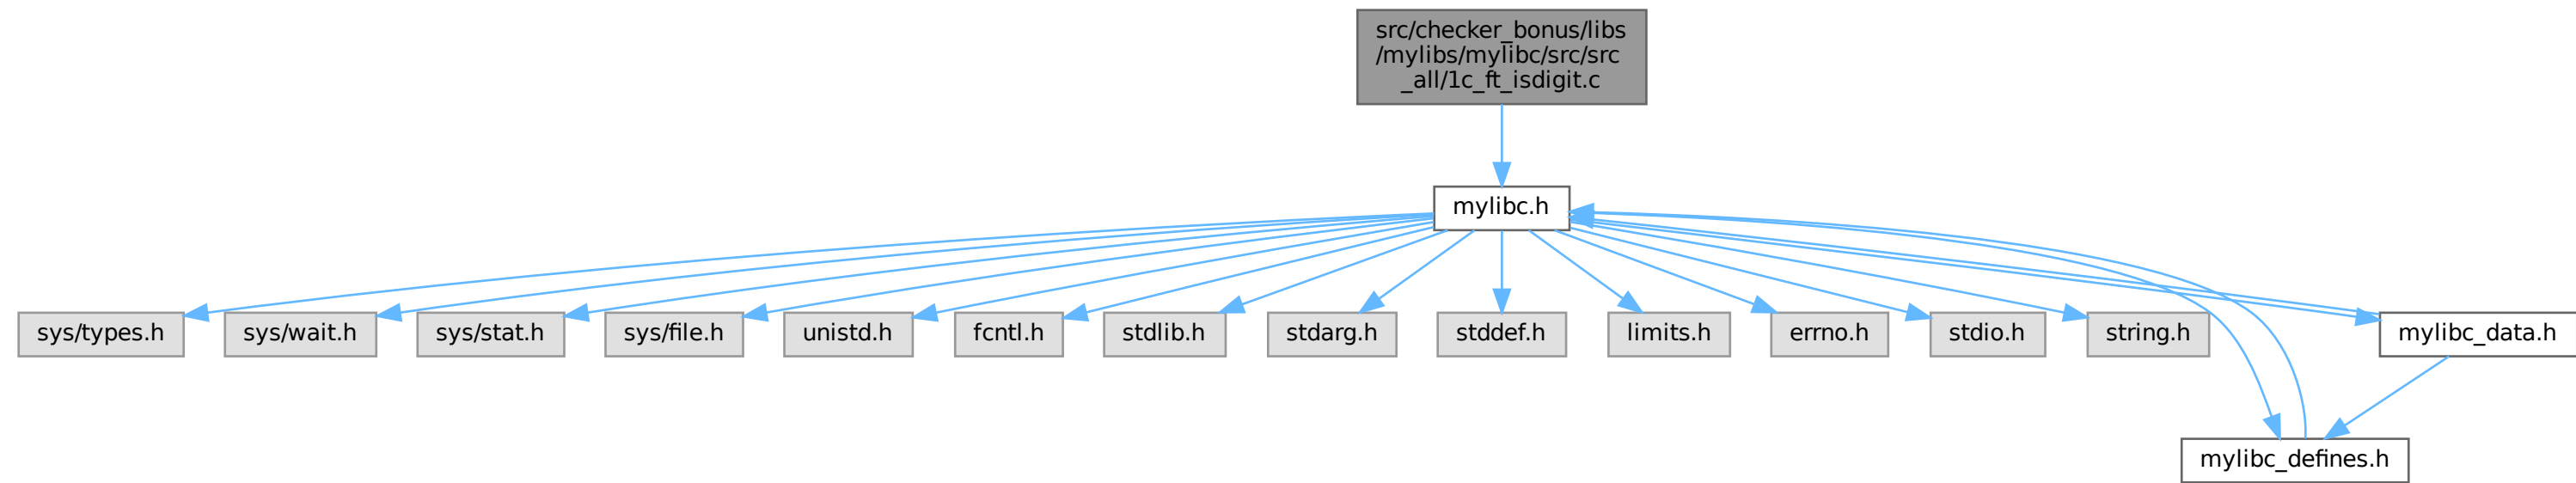 src/checker_bonus/libs
/mylibs/mylibc/src/src
_all/1c_ft_isdigit.c
mylibc.h
sys/types.h
sys/wait.h
sys/stat.h
sys/file.h
unistd.h
fcntl.h
stdlib.h
stdarg.h
stddef.h
limits.h
errno.h
stdio.h
string.h
mylibc_data.h
mylibc_defines.h